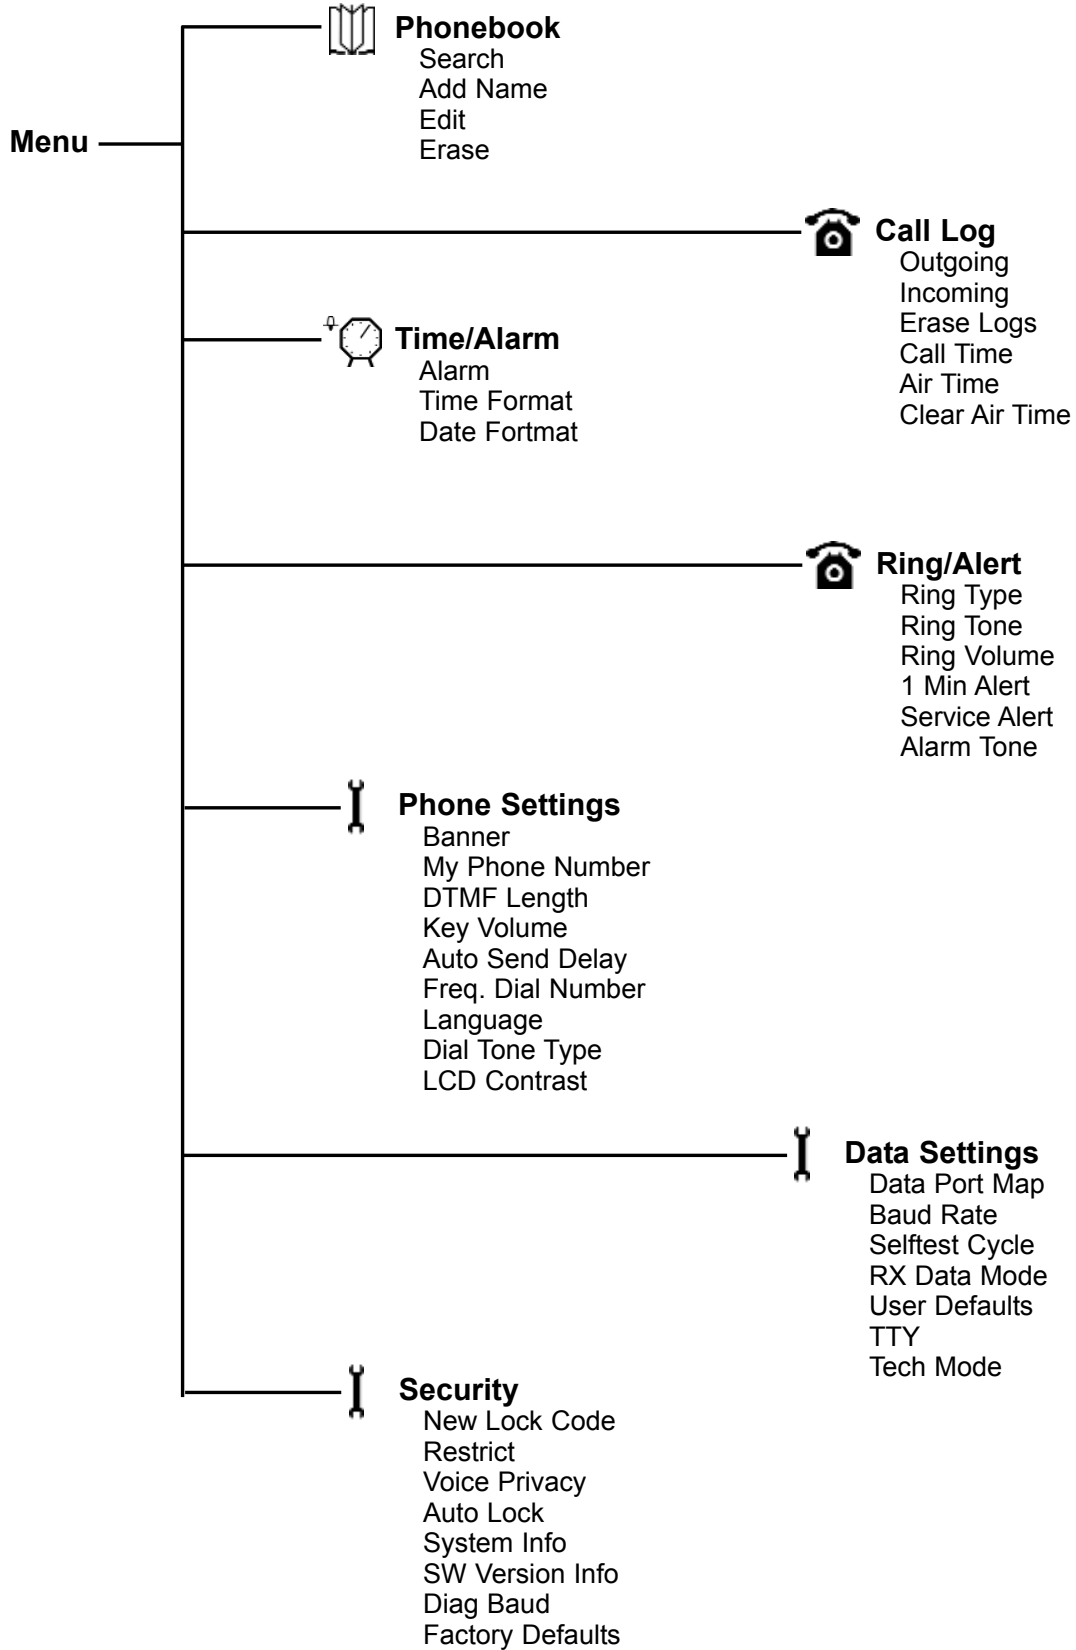 Phonebook
Search
Add Name
Edit
Erase
Menu
Call Log
Outgoing
Incoming
Erase Logs
Call Time
Air Time
Clear Air Time
Time/Alarm
Alarm
Time Format
Date Fortmat
Ring/Alert
Ring Type
Ring Tone
Ring Volume
1 Min Alert
Service Alert
Alarm Tone
Phone Settings
Banner
My Phone Number
DTMF Length
Key Volume
Auto Send Delay
Freq. Dial Number
Language
Dial Tone Type
LCD Contrast
Data Settings
Data Port Map
Baud Rate
Selftest Cycle
RX Data Mode
User Defaults
TTY
Tech Mode
Security
New Lock Code
Restrict
Voice Privacy
Auto Lock
System Info
SW Version Info
Diag Baud
Factory Defaults